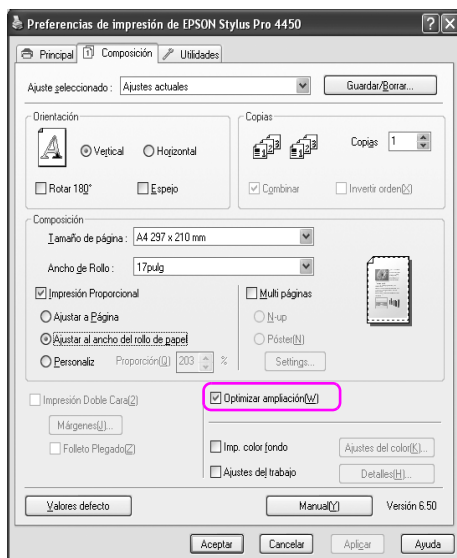 Preferencias de impresión de EPSON Stylus Pro 4450
Principal Composición Utilidades
Ajuste seleccionado : Ajustes actuales Guardar/Borrar...
Orientación Copias
A Vertical Horizontal Copias 1
Rotar 180° Espejo Combinar Invertir orden(X)
Composición
Tamaño de página : A4 297 x 210 mm
Ancho de Rollo : 17pulg
Impresión Proporcional Multi páginas
Ajustar a Página N-up
Ajustar al ancho del rollo de papel Póster(N)
Personaliz Proporción(Q) 203 % Settings...
Impresión Doble Cara(2) Optimizar ampliación(W)
Márgenes(J)...
Folleto Plegado(Z) Imp. color fondo Ajustes del color(K)...
Ajustes del trabajo Detalles(H)...
Valores defecto Manual(Y) Versión 6.50
Aceptar Cancelar Aplicar Ayuda